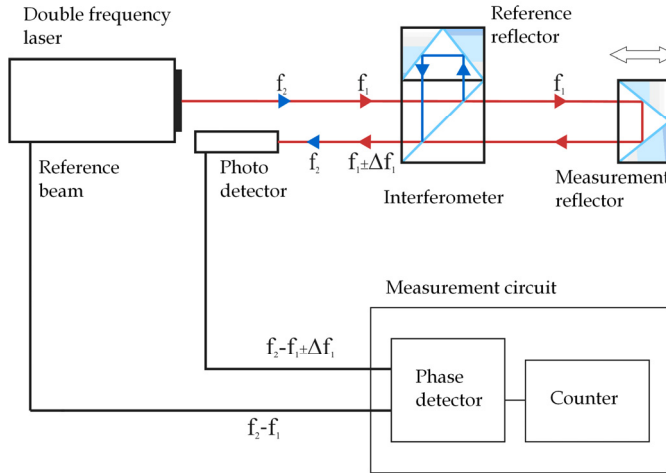 Double frequency
laser
Reference
reflector
f₂
f₁
f₁
Reference
beam
Photo
detector
f₂
f₁±Δf₁
Interferometer
Measurement
reflector
Measurement circuit
f₂-f₁±Δf₁
Phase
detector
Counter
f₂-f₁